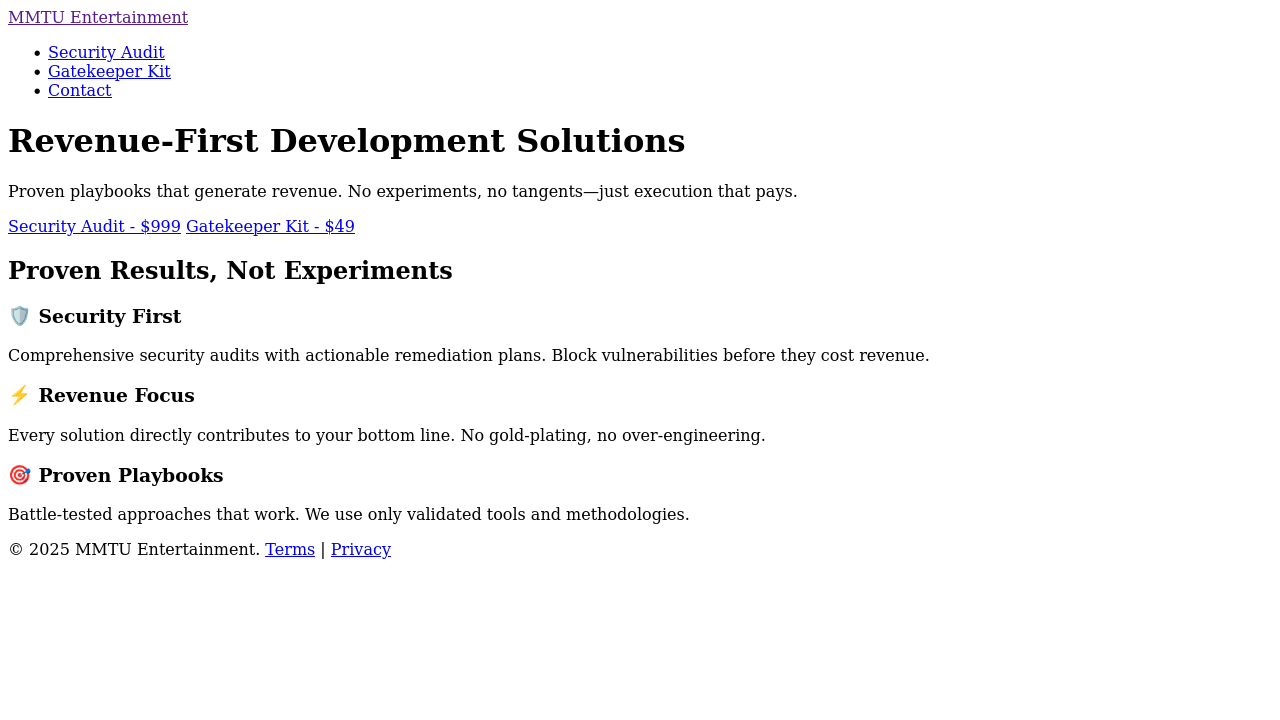 MMTU Entertainment
• Security Audit
• Gatekeeper Kit
• Contact
Revenue-First Development Solutions
Proven playbooks that generate revenue. No experiments, no tangents—just execution that pays.
Security Audit - $999 Gatekeeper Kit - $49
Proven Results, Not Experiments
🛡️ Security First
Comprehensive security audits with actionable remediation plans. Block vulnerabilities before they cost revenue.
⚡ Revenue Focus
Every solution directly contributes to your bottom line. No gold-plating, no over-engineering.
🎯 Proven Playbooks
Battle-tested approaches that work. We use only validated tools and methodologies.
© 2025 MMTU Entertainment. Terms | Privacy